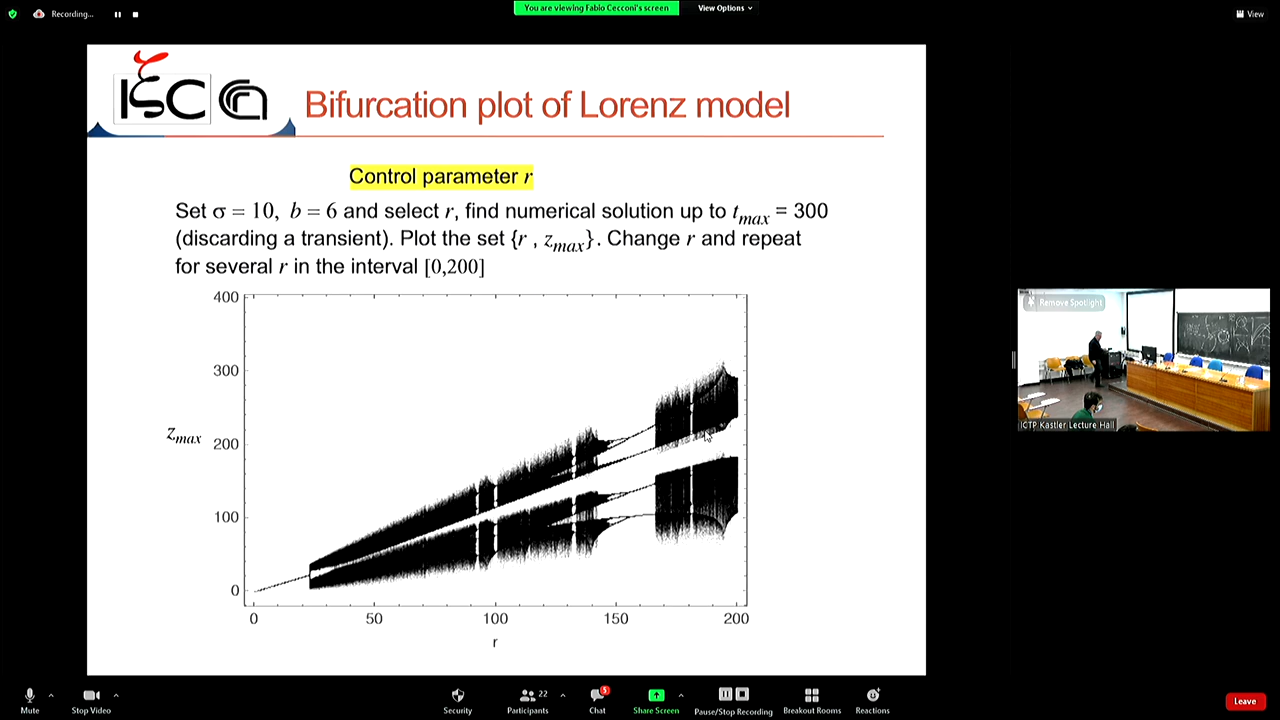 Recording...
You are viewing Fabio Cecconi's screen
View Options
View
ISC
Bifurcation plot of Lorenz model
Control parameter r
Set σ = 10, b = 6 and select r, find numerical solution up to tmax = 300
(discarding a transient). Plot the set {r , zmax}. Change r and repeat
for several r in the interval [0,200]
400
300
zmax
200
100
0
0 50 100 150 200
r
Remove Spotlight
ICTP Kastler Lecture Hall
Mute
Stop Video
Security
22
Participants
5
Chat
Share Screen
Pause/Stop Recording
Breakout Rooms
Reactions
Leave